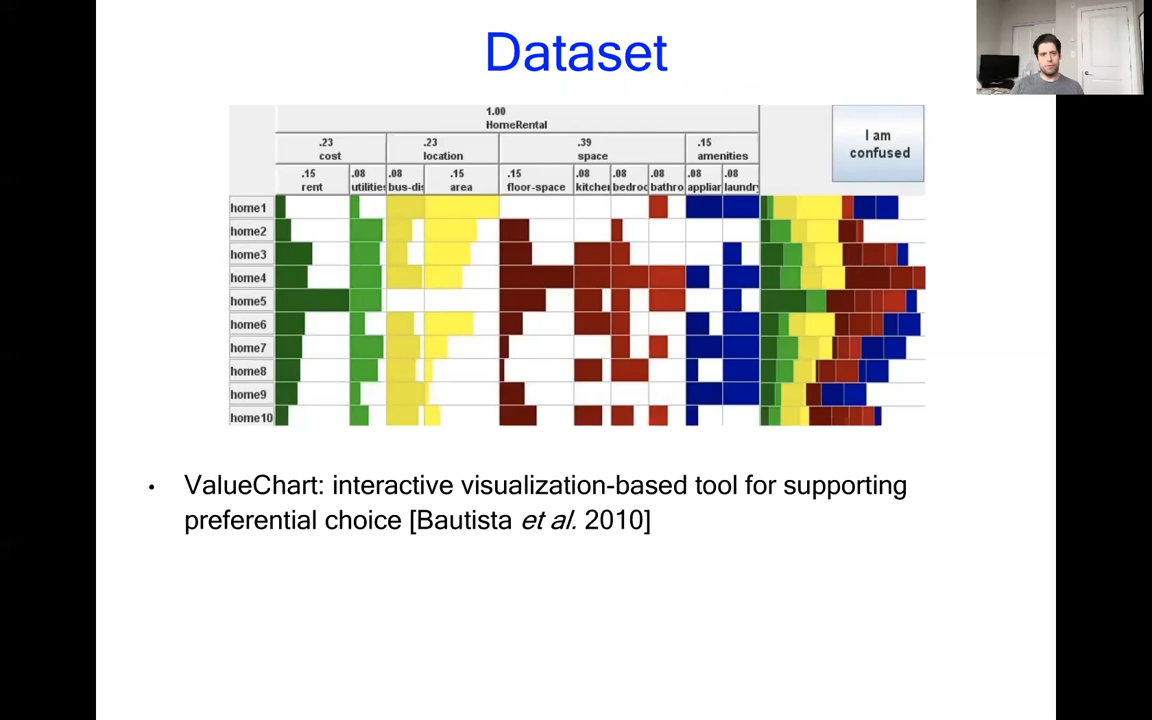 Dataset
1.00
HomeRental
I am
confused
.23 .23 .39 .15
cost location space amenities
.15 .08 .08 .15 .15 .08 .08 .08 .08 .08
rent utilities bus-dis area floor-space kitchen bedroo bathro applian laundry
home1
home2
home3
home4
home5
home6
home7
home8
home9
home10
• ValueChart: interactive visualization-based tool for supporting
preferential choice [Bautista et al. 2010]